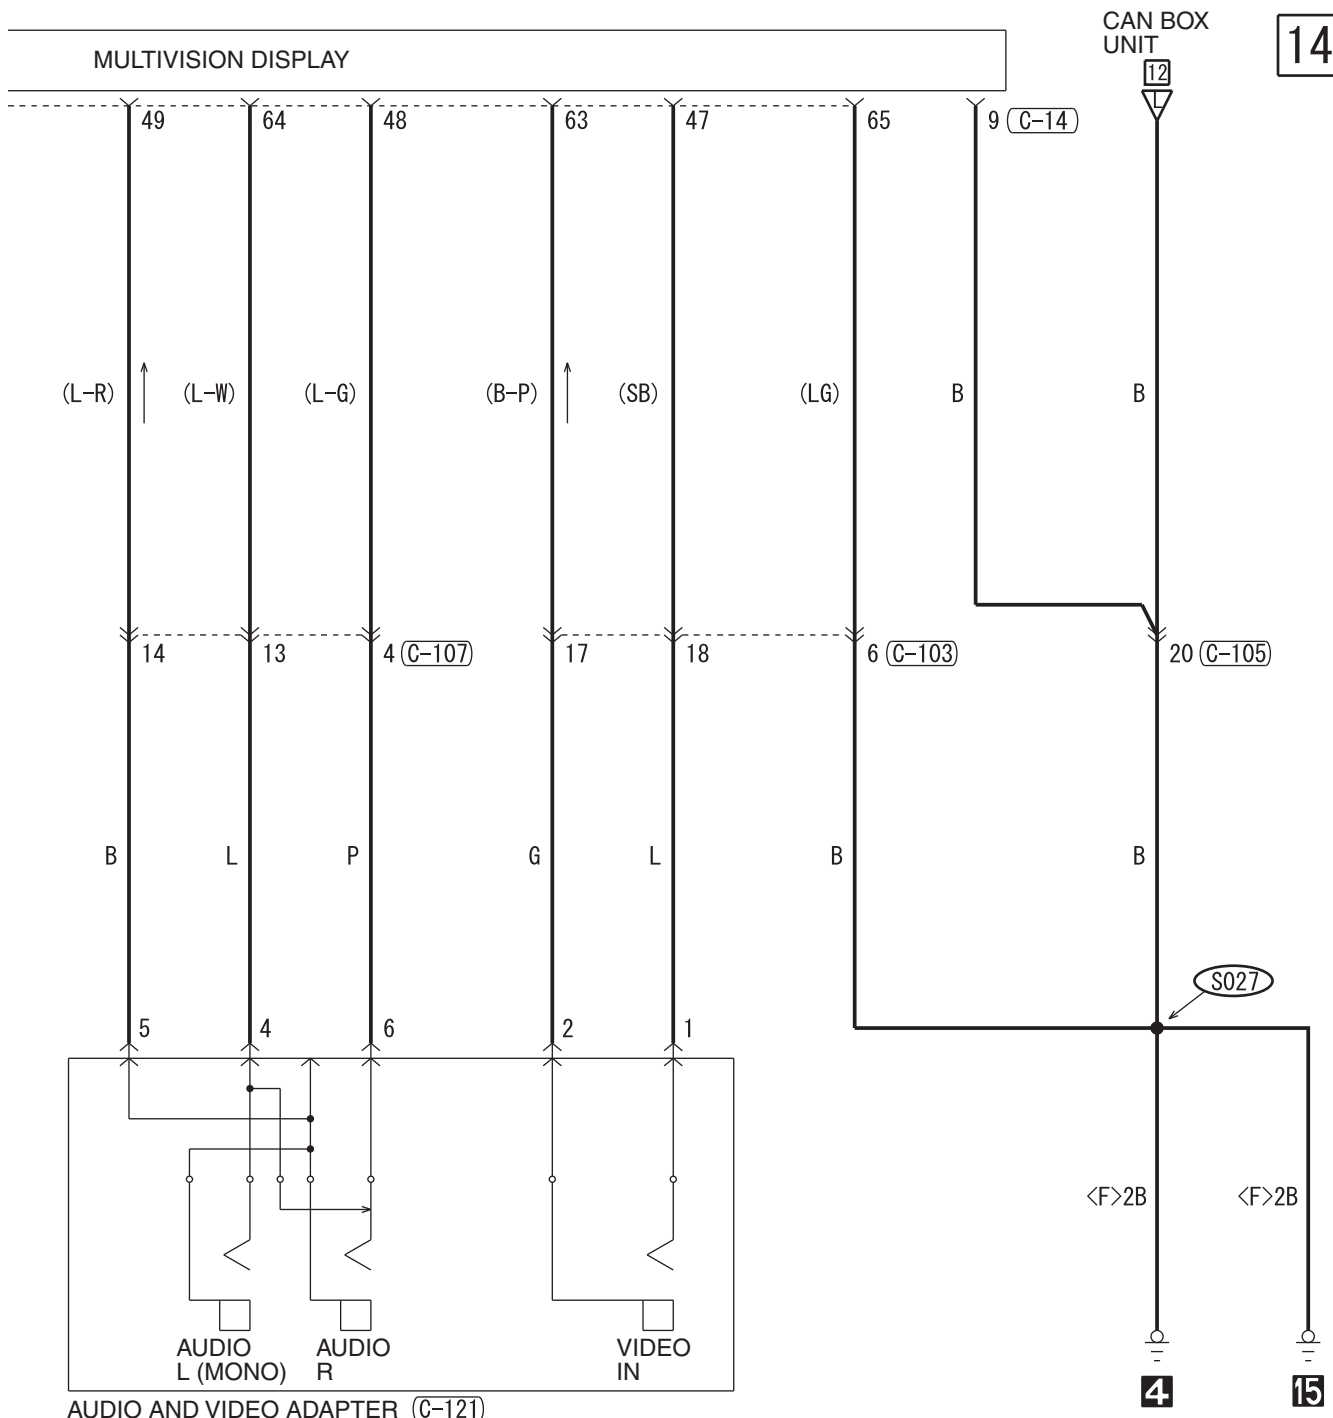 CAN BOX
UNIT
14
MULTIVISION DISPLAY
12
L
49 64 48 63 47 65 9 (C-14)
(L-R) (L-W) (L-G) (B-P) (SB) (LG) B B
14 13 4 (C-107) 17 18 6 (C-103) 20 (C-105)
B L P G L B B
S027
5 4 6 2 1
<F>2B <F>2B
AUDIO
L (MONO)
AUDIO
R
VIDEO
IN
4 15
AUDIO AND VIDEO ADAPTER (C-121)